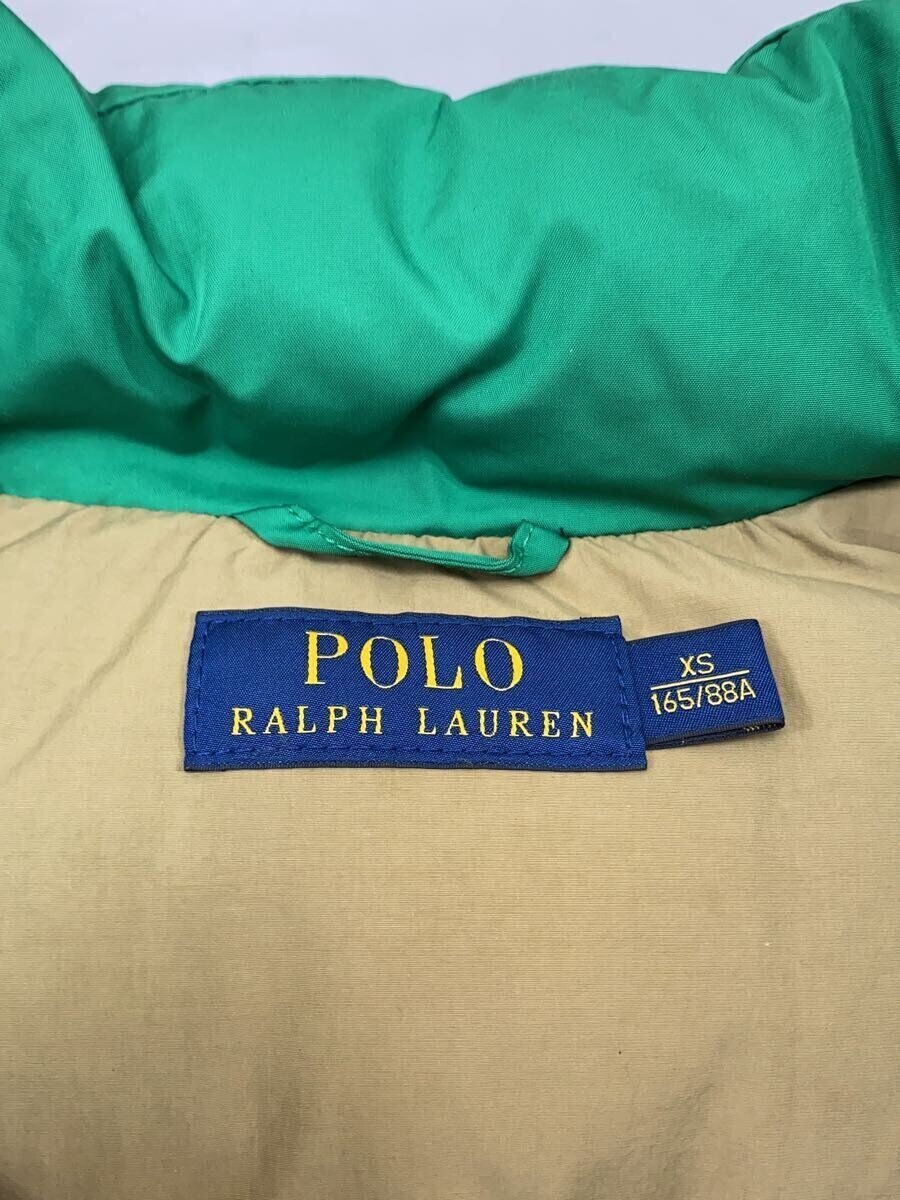 POLO
RALPH LAUREN
XS
165/88A